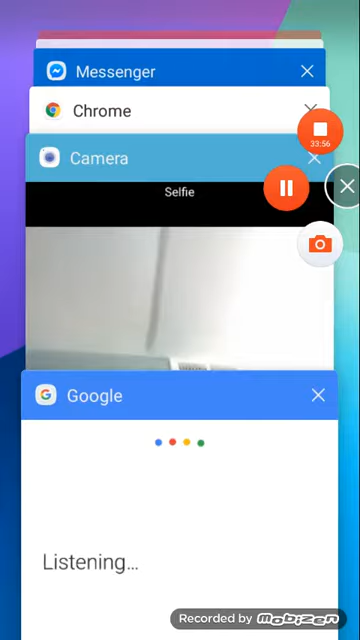 Messenger
Chrome
33:56
Camera
Selfie
Google
Listening...
Recorded by mobizen